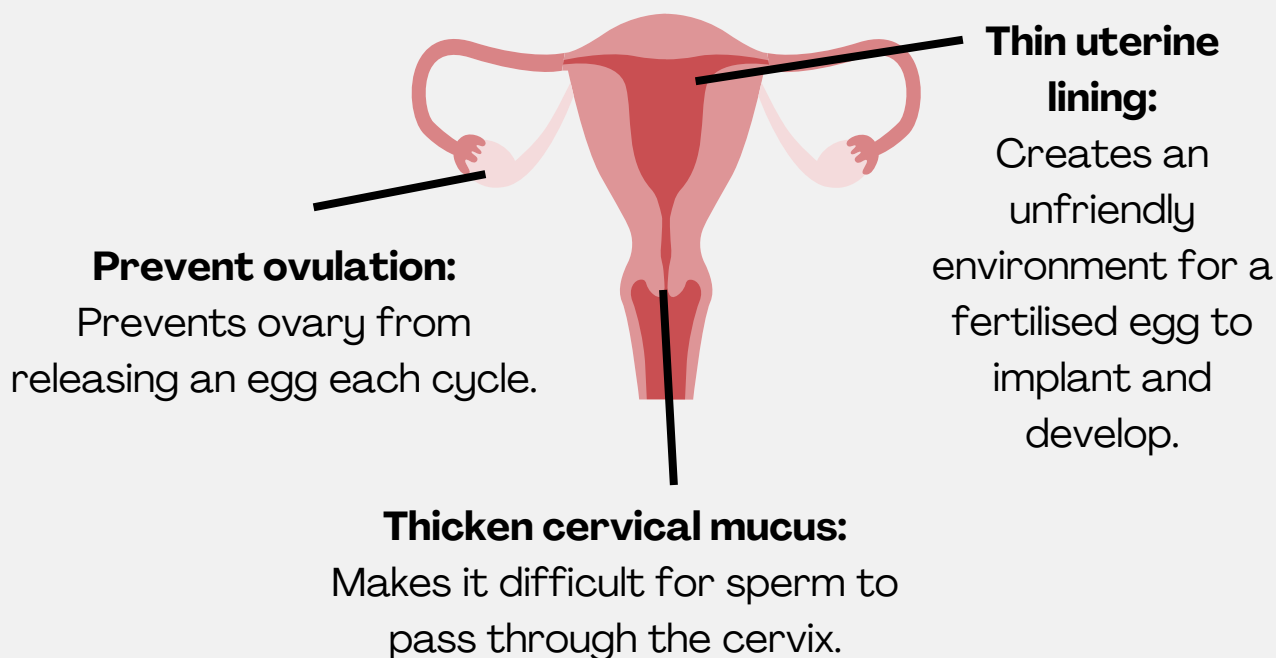 Thin uterine
lining:
Creates an
unfriendly
environment for a
fertilised egg to
implant and
develop.
Prevent ovulation:
Prevents ovary from
releasing an egg each cycle.
Thicken cervical mucus:
Makes it difficult for sperm to
pass through the cervix.